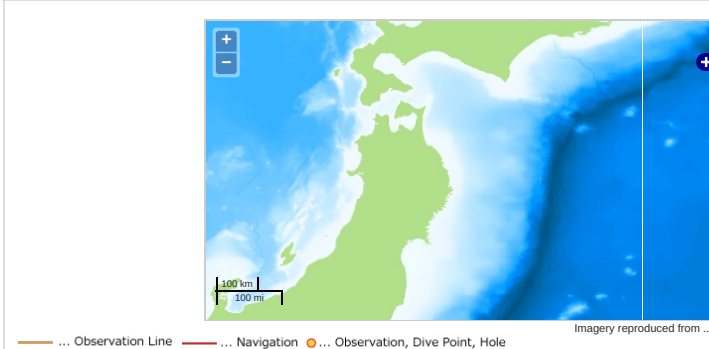 +
−
100 km
100 mi
+
Imagery reproduced from ..
... Observation Line ... Navigation ... Observation, Dive Point, Hole